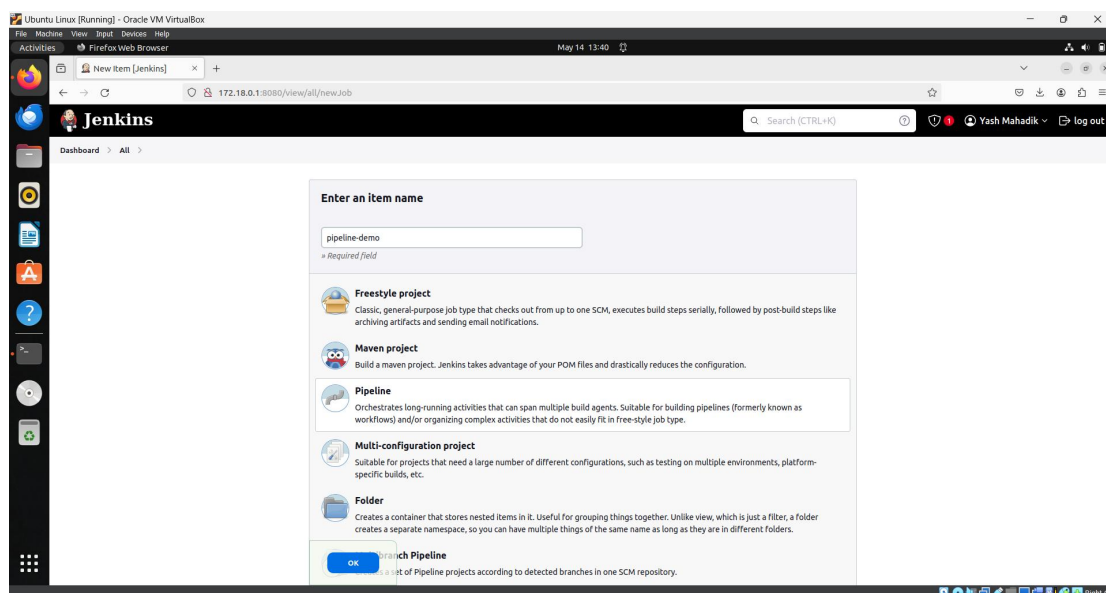 Ubuntu Linux [Running] - Oracle VM VirtualBox
File Machine View Input Devices Help
Activities Firefox Web Browser May 14 13:40
New Item [Jenkins]
172.18.0.1:8080/view/all/newJob
Jenkins Search (CTRL+K) 1 Yash Mahadik log out
Dashboard > All >
Enter an item name
pipeline-demo
» Required field
Freestyle project
Classic, general-purpose job type that checks out from up to one SCM, executes build steps serially, followed by post-build steps like
archiving artifacts and sending email notifications.
Maven project
Build a maven project. Jenkins takes advantage of your POM files and drastically reduces the configuration.
Pipeline
Orchestrates long-running activities that can span multiple build agents. Suitable for building pipelines (formerly known as
workflows) and/or organizing complex activities that do not easily fit in free-style job type.
Multi-configuration project
Suitable for projects that need a large number of different configurations, such as testing on multiple environments, platform-
specific builds, etc.
Folder
Creates a container that stores nested items in it. Useful for grouping things together. Unlike view, which is just a filter, a folder
creates a separate namespace, so you can have multiple things of the same name as long as they are in different folders.
Pipeline
OK
set of Pipeline projects according to detected branches in one SCM repository.
Right